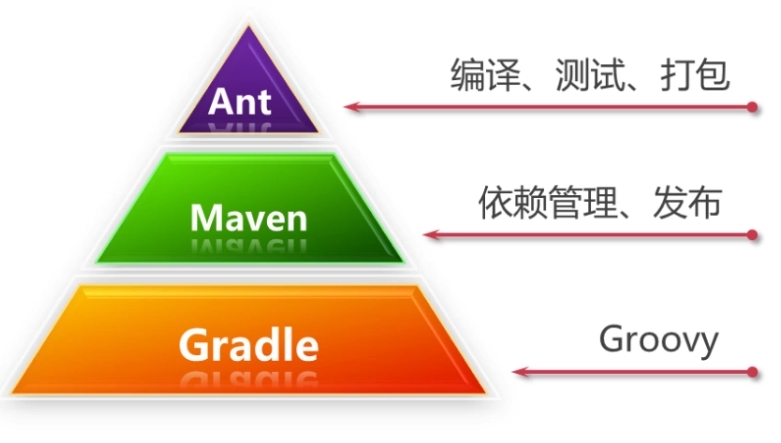 Ant
编译、测试、打包
Maven
依赖管理、发布
Gradle
Groovy